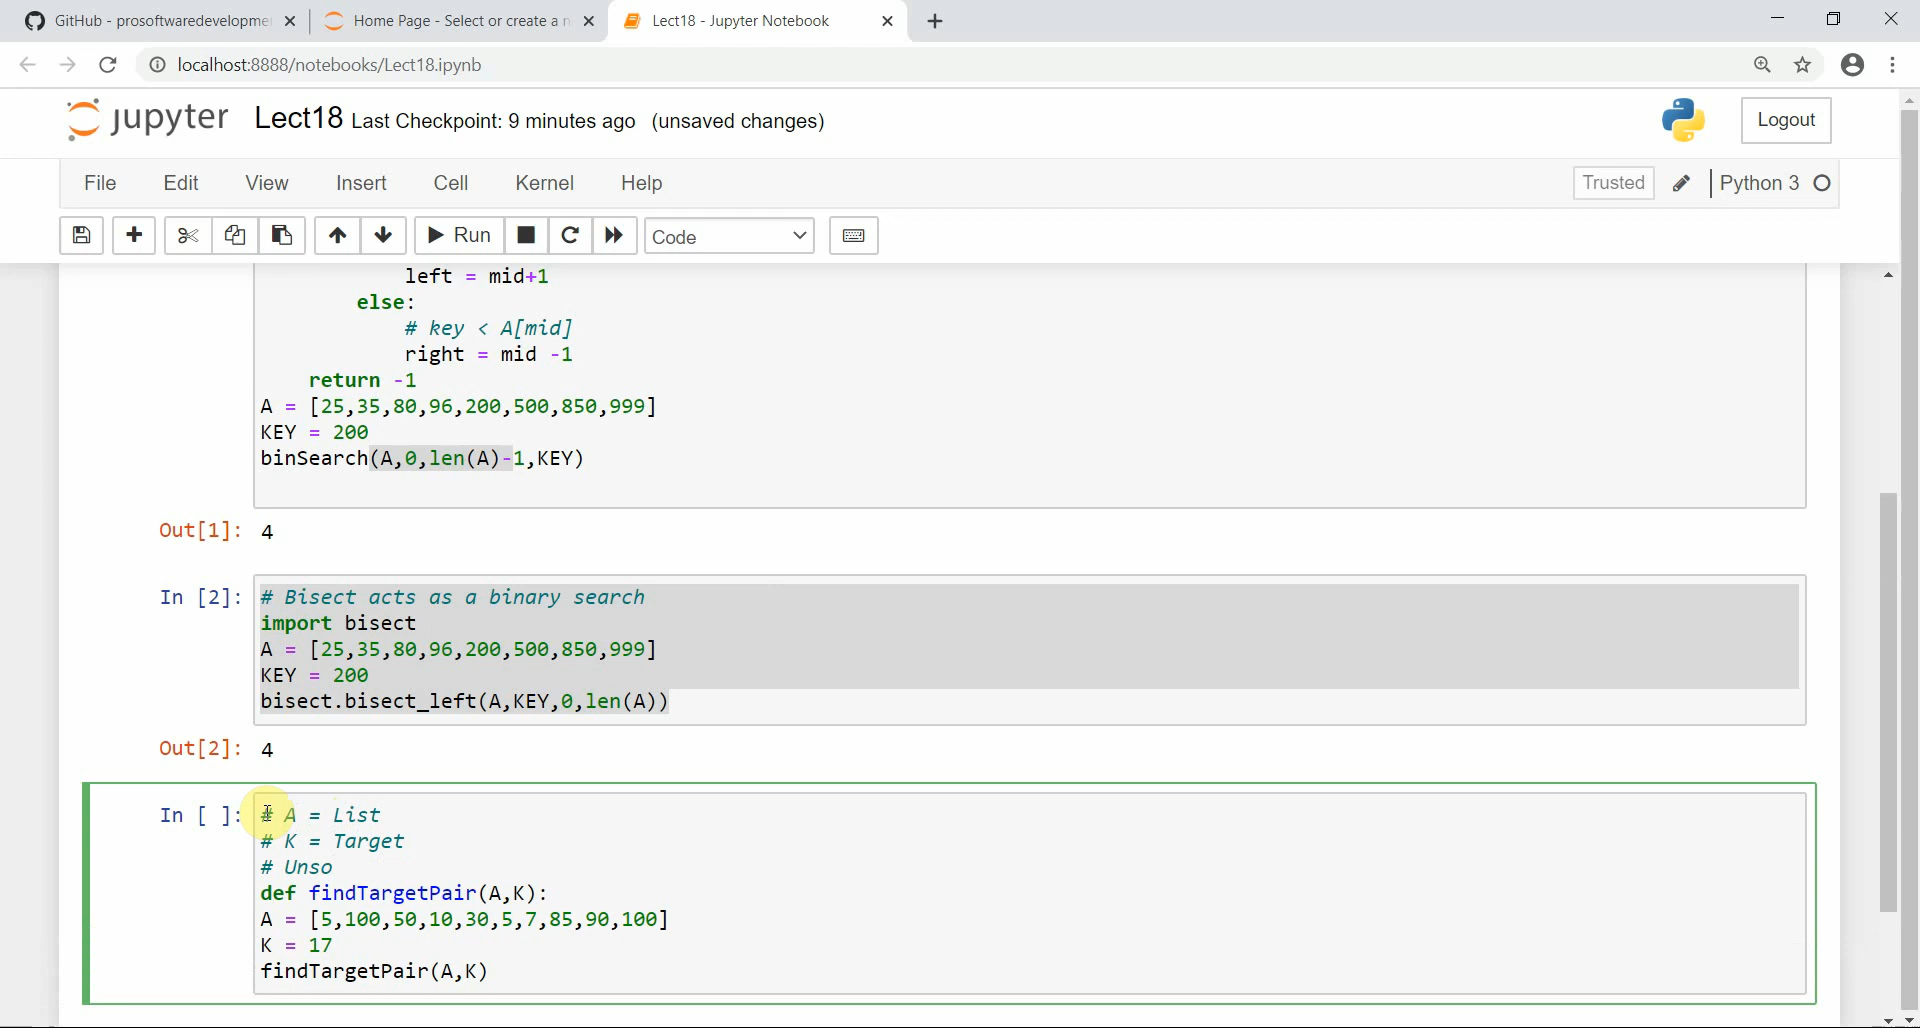 GitHub - prosoftwaredevelopme
Home Page - Select or create a n
Lect18 - Jupyter Notebook
localhost:8888/notebooks/Lect18.ipynb
jupyter Lect18 Last Checkpoint: 9 minutes ago (unsaved changes)
Logout
File Edit View Insert Cell Kernel Help
Trusted
Python 3
Run
Code
left = mid+1
else:
# key < A[mid]
right = mid -1
return -1
A = [25,35,80,96,200,500,850,999]
KEY = 200
binSearch(A,0,len(A)-1,KEY)
Out[1]: 4
In [2]: # Bisect acts as a binary search
import bisect
A = [25,35,80,96,200,500,850,999]
KEY = 200
bisect.bisect_left(A,KEY,0,len(A))
Out[2]: 4
In [ ]: # A = List
# K = Target
# Unso
def findTargetPair(A,K):
A = [5,100,50,10,30,5,7,85,90,100]
K = 17
findTargetPair(A,K)